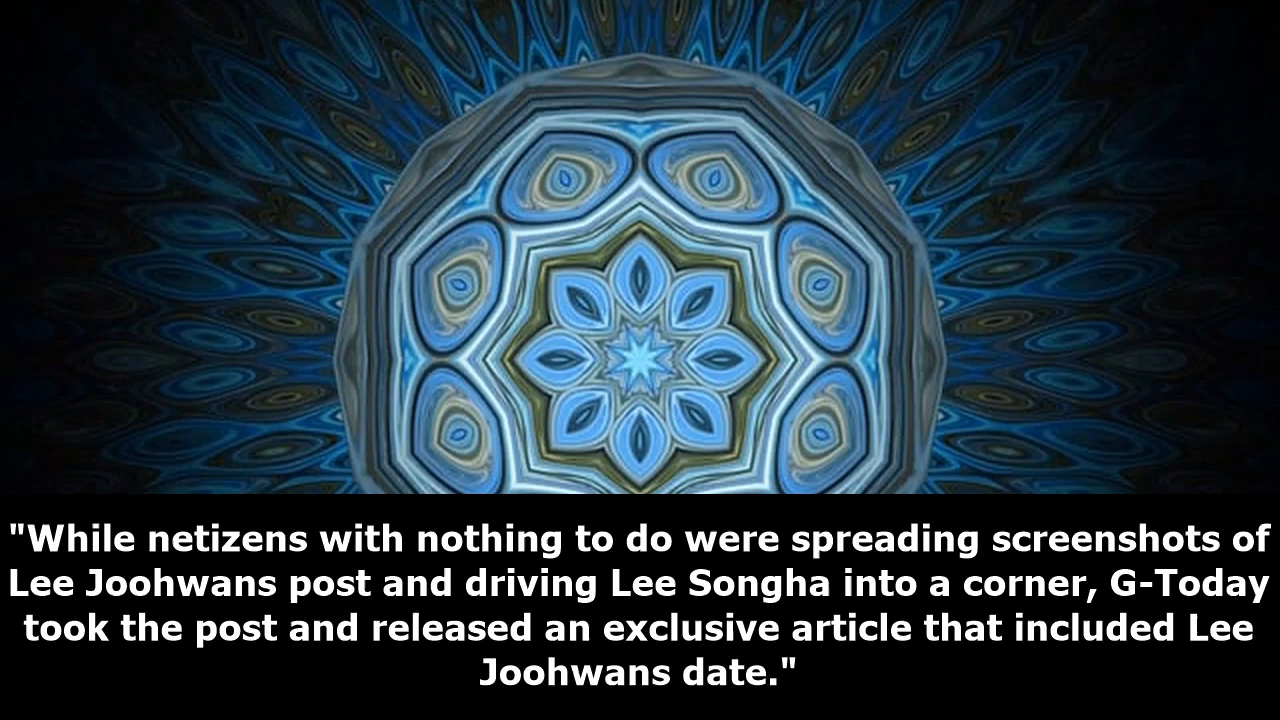 "While netizens with nothing to do were spreading screenshots of
Lee Joohwans post and driving Lee Songha into a corner, G-Today
took the post and released an exclusive article that included Lee
Joohwans date."